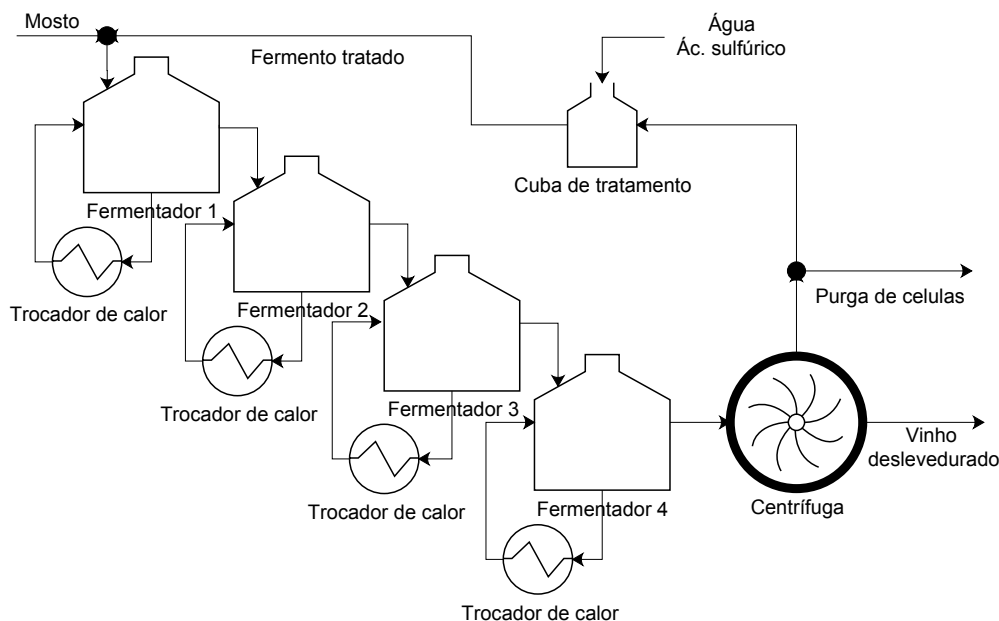 Mosto
Água
Ác. sulfúrico
Fermento tratado
Cuba de tratamento
Fermentador 1
Trocador de calor
Purga de celulas
Fermentador 2
Trocador de calor
Fermentador 3
Trocador de calor
Vinho
deslevedurado
Fermentador 4
Centrífuga
Trocador de calor